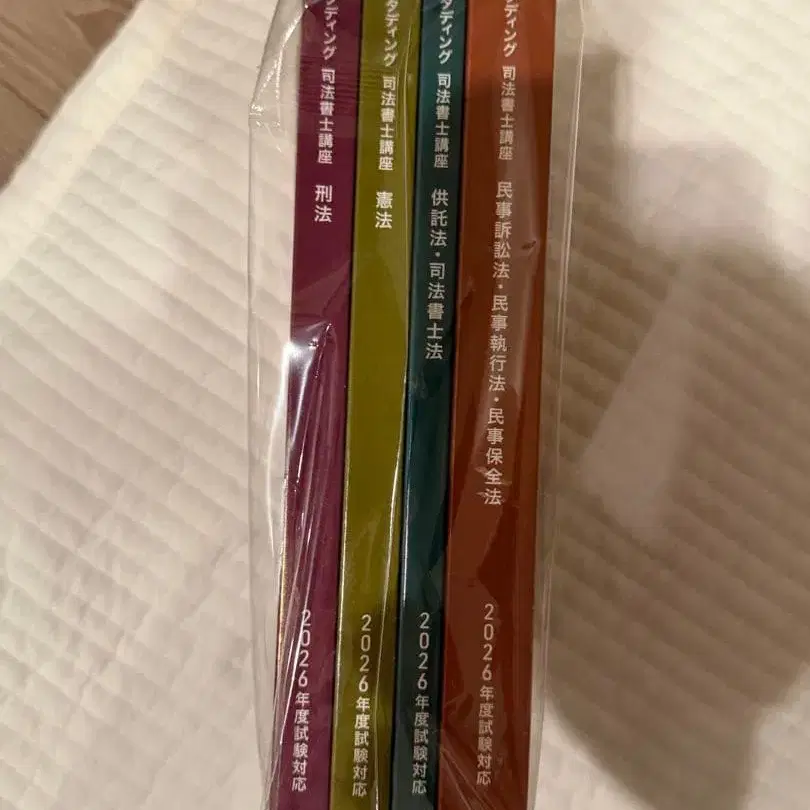 ディング 司法書士講座 刑法 2026年度試験対応
タディング 司法書士講座 憲法 2026年度試験対応
タディング 司法書士講座 供託法・司法書士法 2026年度試験対応
ディング 司法書士講座 民事訴訟法・民事執行法・民事保全法 2026年度試験対応